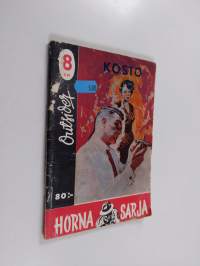 8
Outsider
KOSTO
80:-
HORNA SARJA